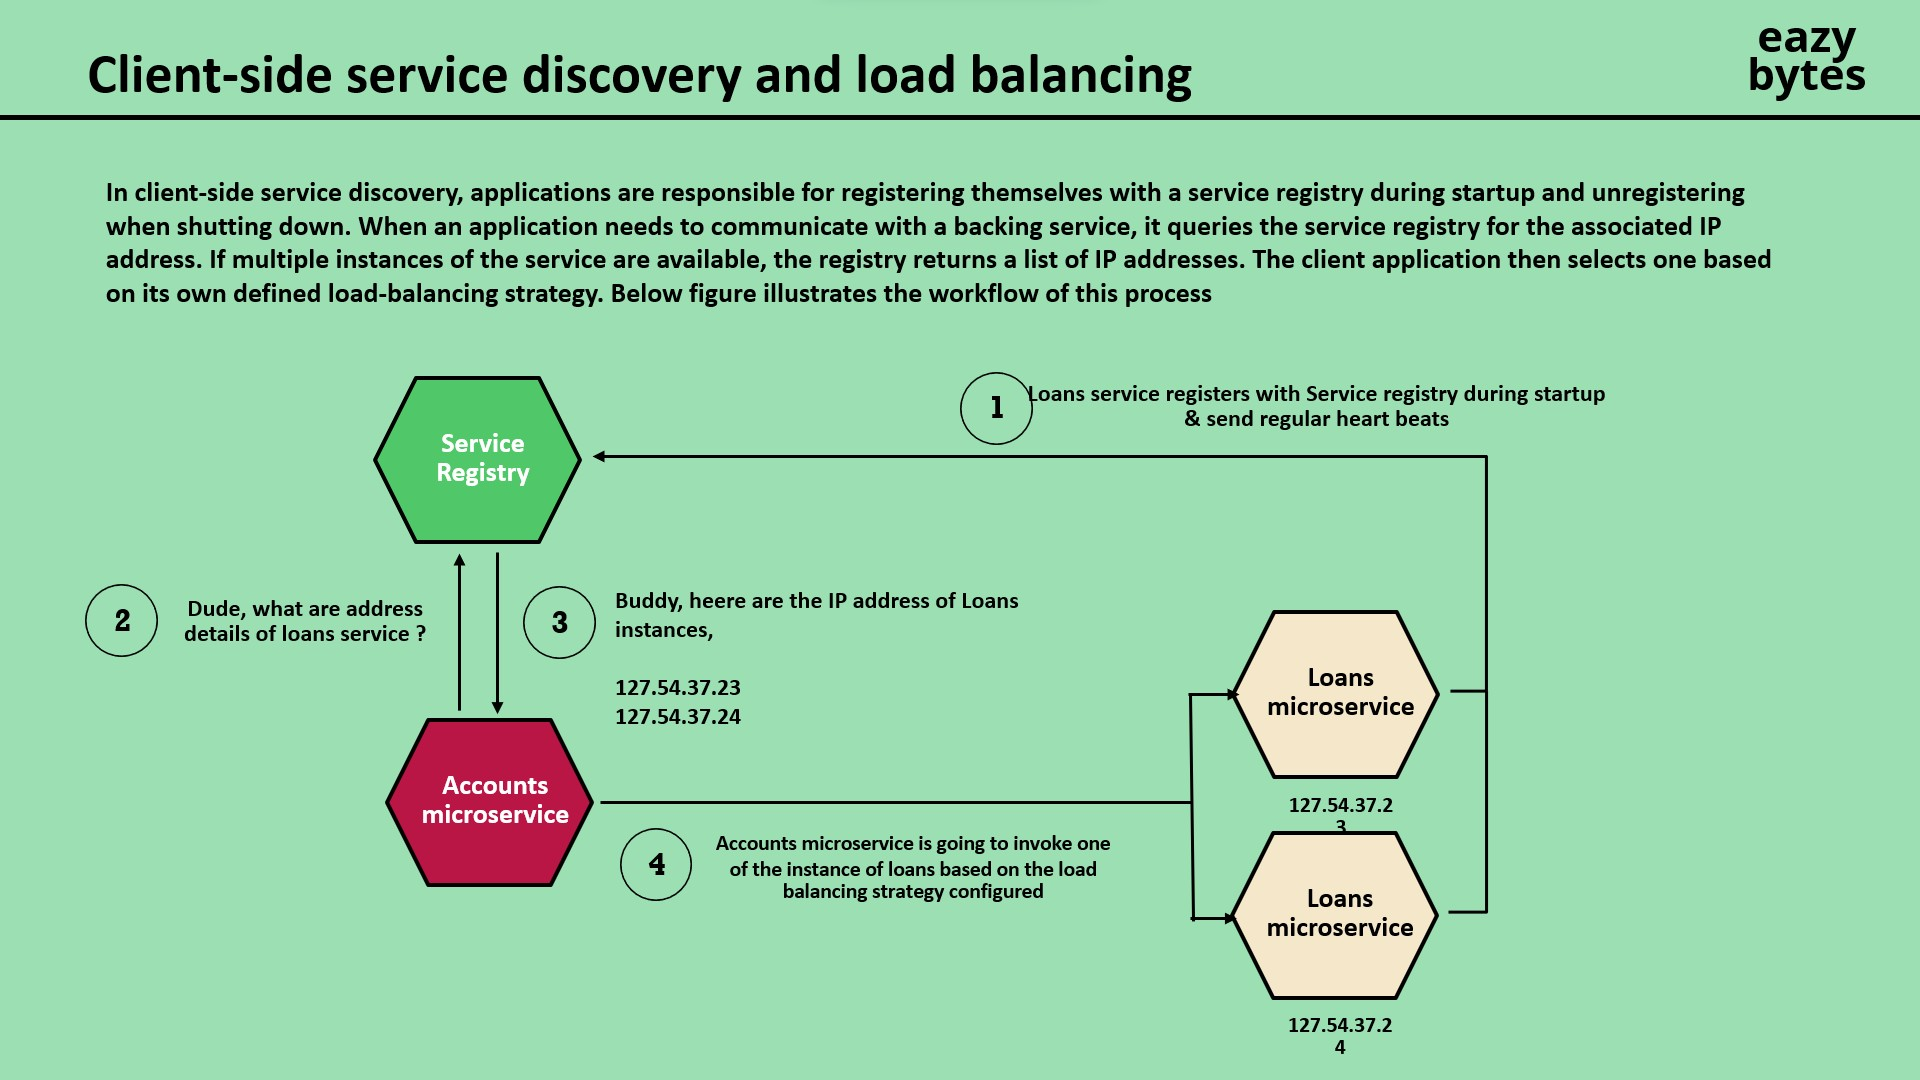 Client-side service discovery and load balancing
eazy
bytes
In client-side service discovery, applications are responsible for registering themselves with a service registry during startup and unregistering
when shutting down. When an application needs to communicate with a backing service, it queries the service registry for the associated IP
address. If multiple instances of the service are available, the registry returns a list of IP addresses. The client application then selects one based
on its own defined load-balancing strategy. Below figure illustrates the workflow of this process
1
Loans service registers with Service registry during startup
& send regular heart beats
Service
Registry
2
Dude, what are address
details of loans service ?
3
Buddy, heere are the IP address of Loans
instances,
127.54.37.23
127.54.37.24
Loans
microservice
127.54.37.2
3
Accounts
microservice
4
Accounts microservice is going to invoke one
of the instance of loans based on the load
balancing strategy configured
Loans
microservice
127.54.37.2
4